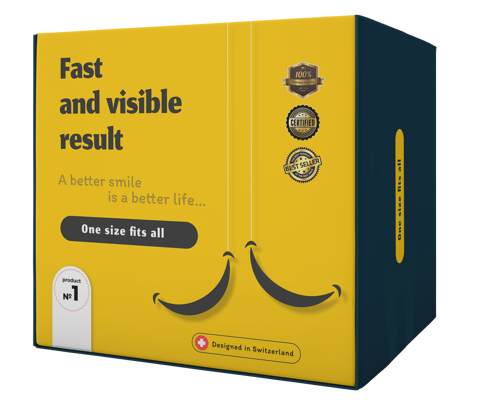 Fast
and visible
result
A better smile
is a better life...
One size fits all
product
Nº1
100%
CERTIFIED
BEST SELLER
Designed in Switzerland
One size fits all